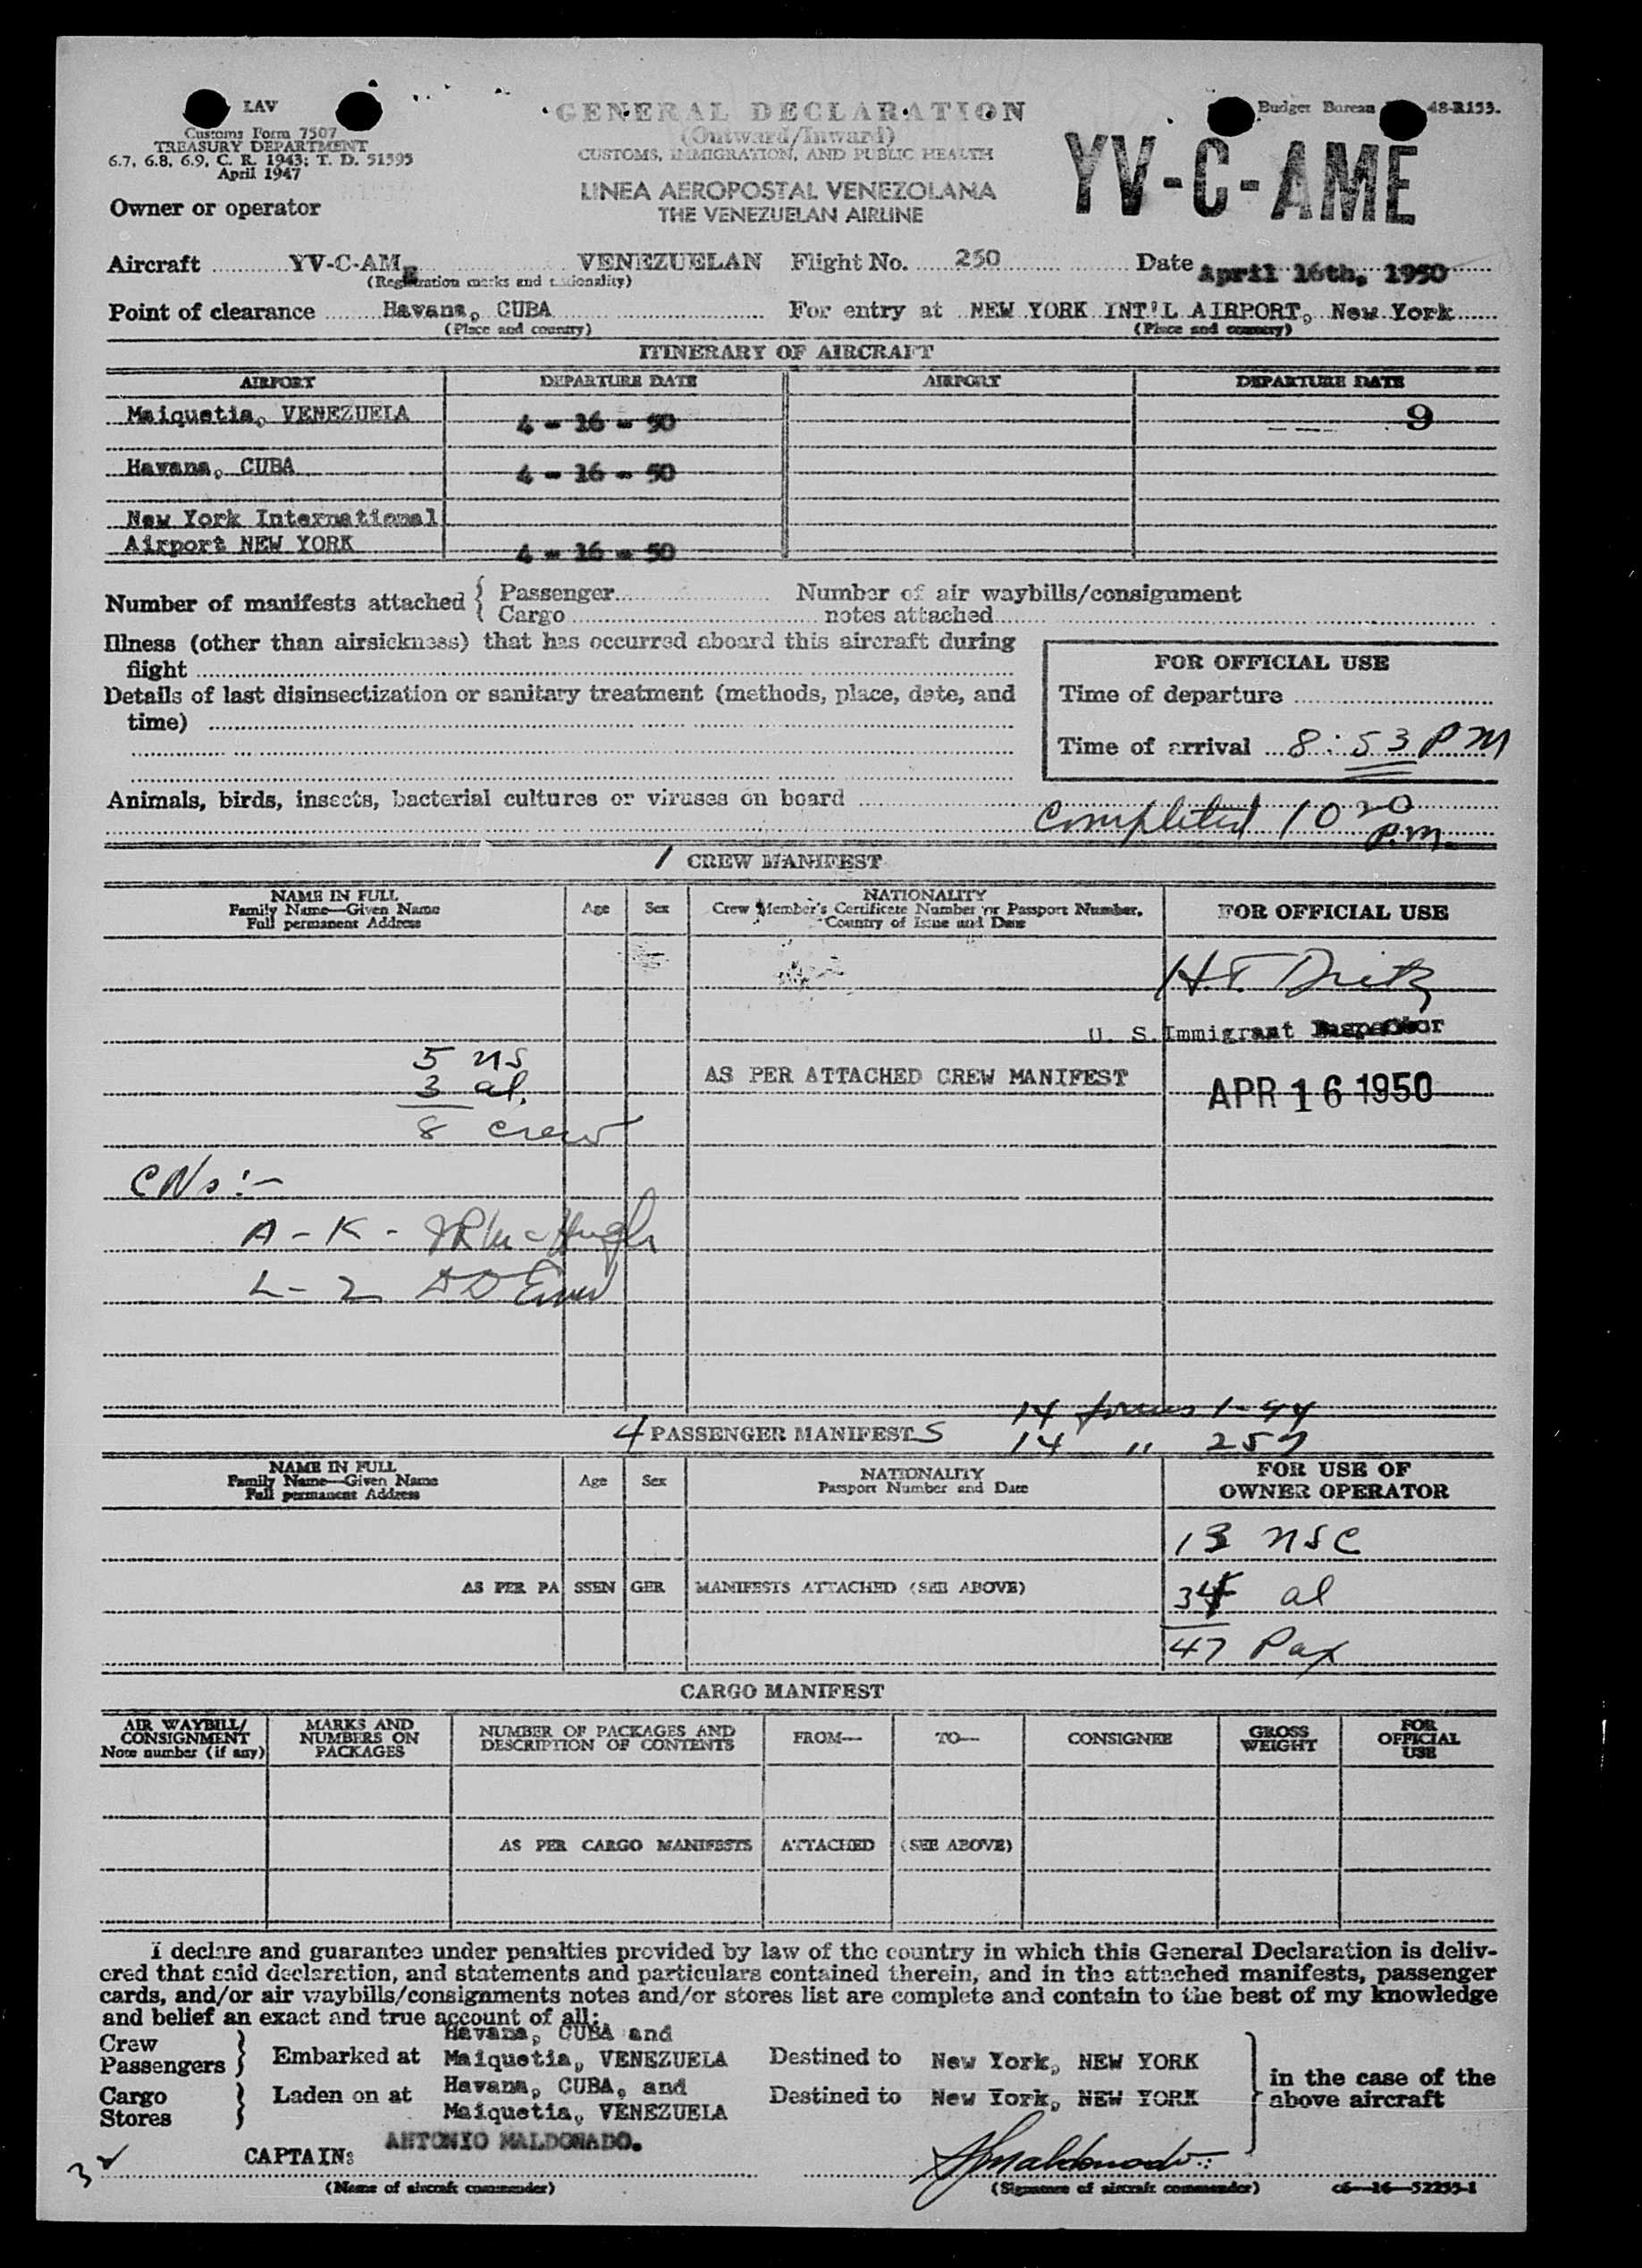 LAV
Customs Form 7507
TREASURY DEPARTMENT
6.7, 6.8, 6.9, C. R. 1943; T. D. 51595
April 1947
GENERAL DECLARATION
(Outward/Inward)
CUSTOMS, IMMIGRATION, AND PUBLIC HEALTH
LINEA AEROPOSTAL VENEZOLANA
THE VENEZUELAN AIRLINE
Budget Bureau 48-R153.
YV-C-AME
Owner or operator
Aircraft YV-C-AME VENEZUELAN Flight No. 250 Date April 16th, 1950
(Registration marks and nationality)
Point of clearance Havana, CUBA For entry at NEW YORK INT'L AIRPORT, New York
(Place and country) (Place and country)
ITINERARY OF AIRCRAFT
AIRPORT DEPARTURE DATE AIRPORT DEPARTURE DATE
Maiquetia, VENEZUELA 4 - 16 - 50 9
Havana, CUBA 4 - 16 - 50
New York International
Airport NEW YORK 4 - 16 - 50
Number of manifests attached { Passenger Number of air waybills/consignment
Cargo notes attached
Illness (other than airsickness) that has occurred aboard this aircraft during
flight
Details of last disinsectization or sanitary treatment (methods, place, date, and
time)
FOR OFFICIAL USE
Time of departure
Time of arrival 8:53 PM
Animals, birds, insects, bacterial cultures or viruses on board
Completed 10 20
P.M.
1 CREW MANIFEST
NAME IN FULL
Family Name—Given Name
Full permanent Address
Age
Sex
NATIONALITY
Crew Member's Certificate Number or Passport Number,
Country of Issue and Date
FOR OFFICIAL USE
H.T.
U. S. Immigrant Inspector
5 ns
3 al.
8 crew
AS PER ATTACHED CREW MANIFEST
APR 16 1950
CNs:-
A - K - JR McHugh
L - Z
14 forms I-94
14 " 257
4 PASSENGER MANIFESTS
NAME IN FULL
Family Name—Given Name
Full permanent Address
Age
Sex
NATIONALITY
Passport Number and Date
FOR USE OF
OWNER OPERATOR
13 nsc
AS PER PASSENGER MANIFESTS ATTACHED (SEE ABOVE)
34 al
47 Pax
CARGO MANIFEST
AIR WAYBILL/
CONSIGNMENT
Note number (if any)
MARKS AND
NUMBERS ON
PACKAGES
NUMBER OF PACKAGES AND
DESCRIPTION OF CONTENTS
FROM—
TO—
CONSIGNEE
GROSS
WEIGHT
FOR
OFFICIAL
USE
AS PER CARGO MANIFESTS ATTACHED (SEE ABOVE)
I declare and guarantee under penalties provided by law of the country in which this General Declaration is deliv-
ered that said declaration, and statements and particulars contained therein, and in the attached manifests, passenger
cards, and/or air waybills/consignments notes and/or stores list are complete and contain to the best of my knowledge
and belief an exact and true account of all:
Crew
Passengers } Embarked at Havana, CUBA and
Maiquetia, VENEZUELA Destined to New York, NEW YORK
Cargo
Stores } Laden on at Havana, CUBA, and
Maiquetia, VENEZUELA Destined to New York, NEW YORK
in the case of the
above aircraft
CAPTAIN: ANTONIO MALDONADO.
AJMaldonado
(Name of aircraft commander) (Signature of aircraft commander) c6—16—52255-1